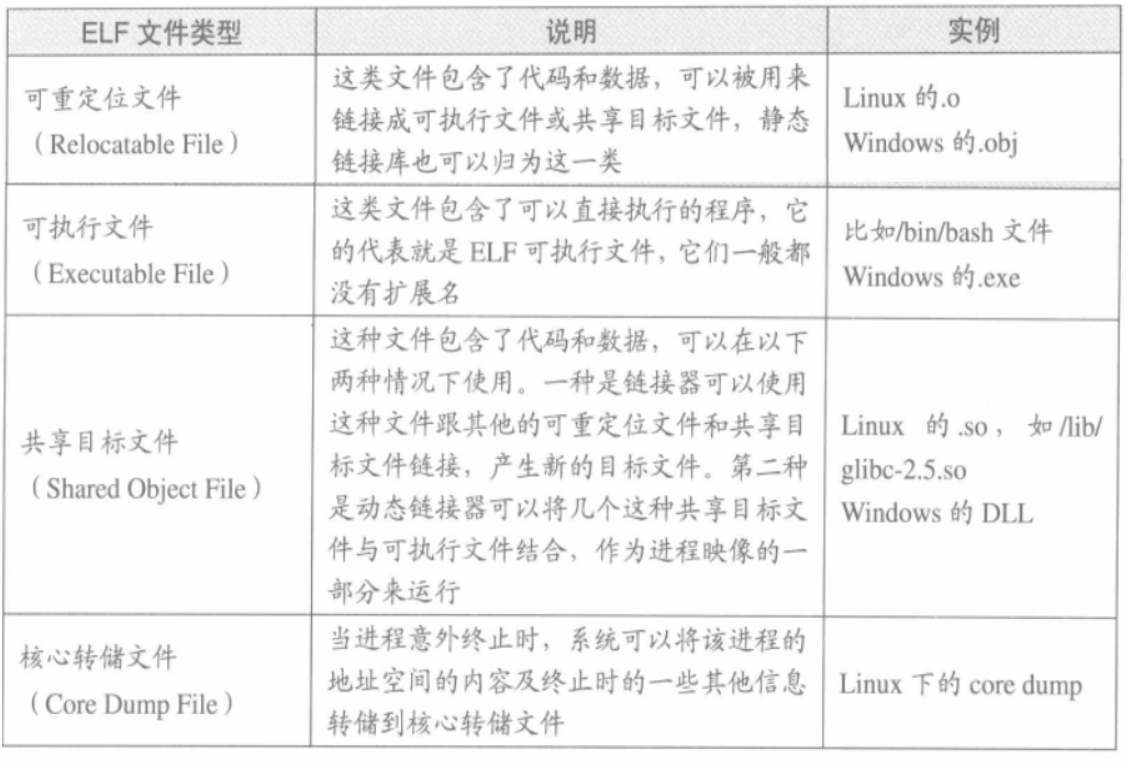 ELF 文件类型 说明 实例
可重定位文件
（Relocatable File）
这类文件包含了代码和数据，可以被用来
链接成可执行文件或共享目标文件，静态
链接库也可以归为这一类
Linux 的.o
Windows 的.obj
可执行文件
（Executable File）
这类文件包含了可以直接执行的程序，它
的代表就是 ELF 可执行文件，它们一般都
没有扩展名
比如/bin/bash 文件
Windows 的.exe
共享目标文件
（Shared Object File）
这种文件包含了代码和数据，可以在以下
两种情况下使用。一种是链接器可以使用
这种文件跟其他的可重定位文件和共享目
标文件链接，产生新的目标文件。第二种
是动态链接器可以将几个这种共享目标文
件与可执行文件结合，作为进程映像的一
部分来运行
Linux 的.so，如/lib/
glibc-2.5.so
Windows 的 DLL
核心转储文件
（Core Dump File）
当进程意外终止时，系统可以将该进程的
地址空间的内容及终止时的一些其他信息
转储到核心转储文件
Linux 下的 core dump